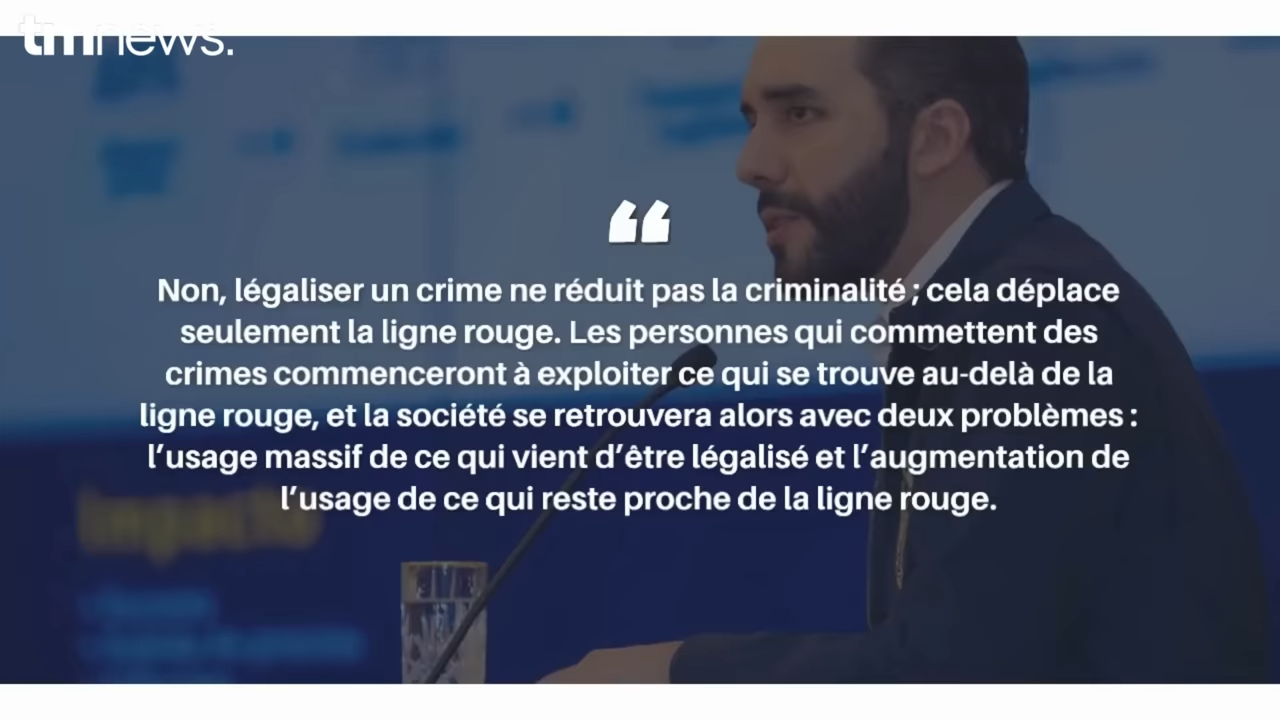 tmnews.
“
Non, légaliser un crime ne réduit pas la criminalité ; cela déplace
seulement la ligne rouge. Les personnes qui commettent des
crimes commenceront à exploiter ce qui se trouve au-delà de la
ligne rouge, et la société se retrouvera alors avec deux problèmes :
l’usage massif de ce qui vient d’être légalisé et l’augmentation de
l’usage de ce qui reste proche de la ligne rouge.
Impacto